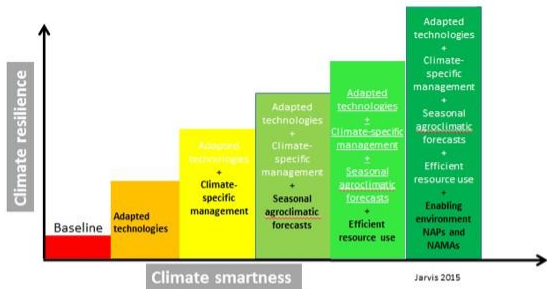 Climate resilience
Baseline
Adapted
technologies
Adapted
technologies
+
Climate-
specific
management
Adapted
technologies
+
Climate-
specific
management
+
Seasonal
agroclimatic
forecasts
Adapted
technologies
+
Climate-specific
management
+
Seasonal
agroclimatic
forecasts
+
Efficient
resource use
Adapted
technologies
+
Climate-
specific
management
+
Seasonal
agroclimatic
forecasts
+
Efficient
resource use
+
Enabling
environment
NAPs and
NAMAs
Climate smartness
Jarvis 2015